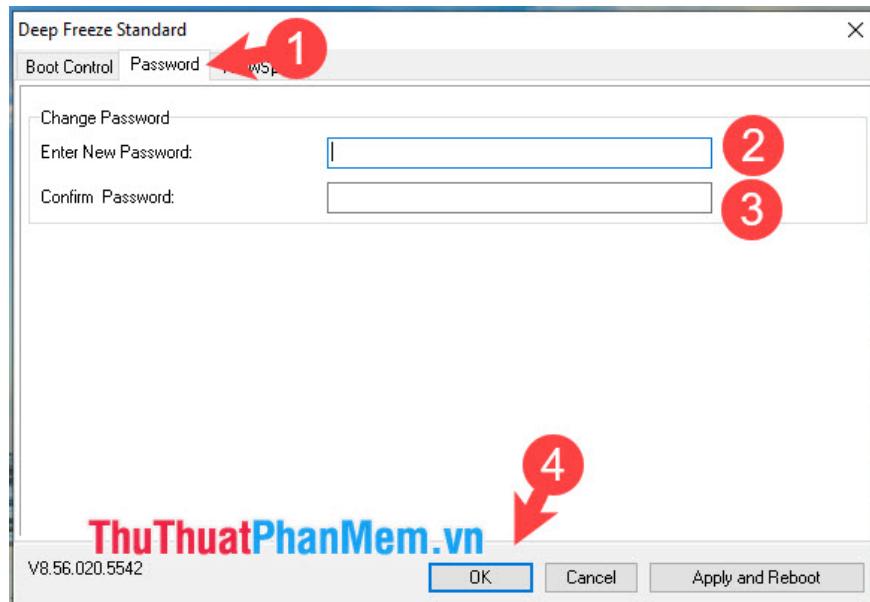 Deep Freeze Standard
1
Boot Control Password
Change Password
Enter New Password:
2
Confirm Password:
3
4
ThuThuatPhanMem.vn
V8.56.020.5542
OK Cancel Apply and Reboot